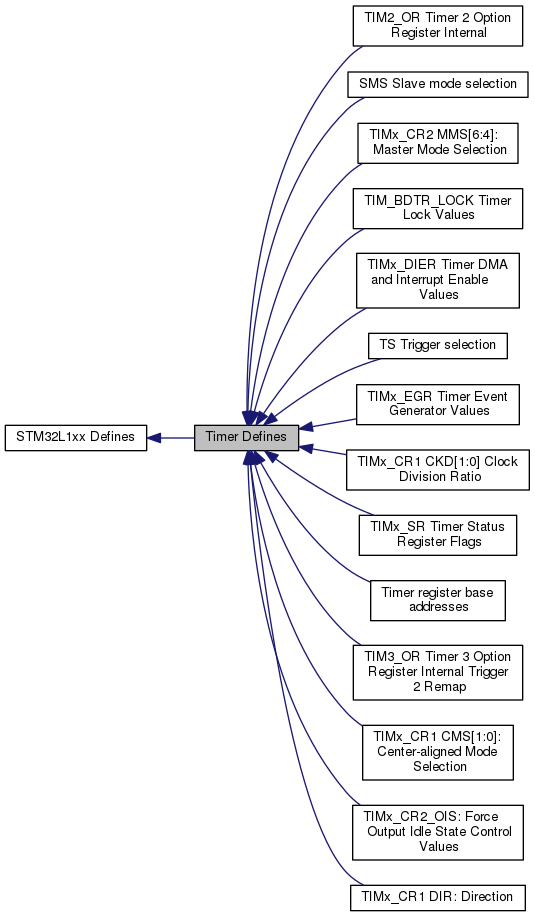 TIM2_OR Timer 2 Option
Register Internal
SMS Slave mode selection
TIMx_CR2 MMS[6:4]:
Master Mode Selection
TIM_BDTR_LOCK Timer
Lock Values
TIMx_DIER Timer DMA
and Interrupt Enable
Values
TS Trigger selection
TIMx_EGR Timer Event
Generator Values
STM32L1xx Defines
Timer Defines
TIMx_CR1 CKD[1:0] Clock
Division Ratio
TIMx_SR Timer Status
Register Flags
Timer register base
addresses
TIM3_OR Timer 3 Option
Register Internal Trigger
2 Remap
TIMx_CR1 CMS[1:0]:
Center-aligned Mode
Selection
TIMx_CR2_OIS: Force
Output Idle State Control
Values
TIMx_CR1 DIR: Direction